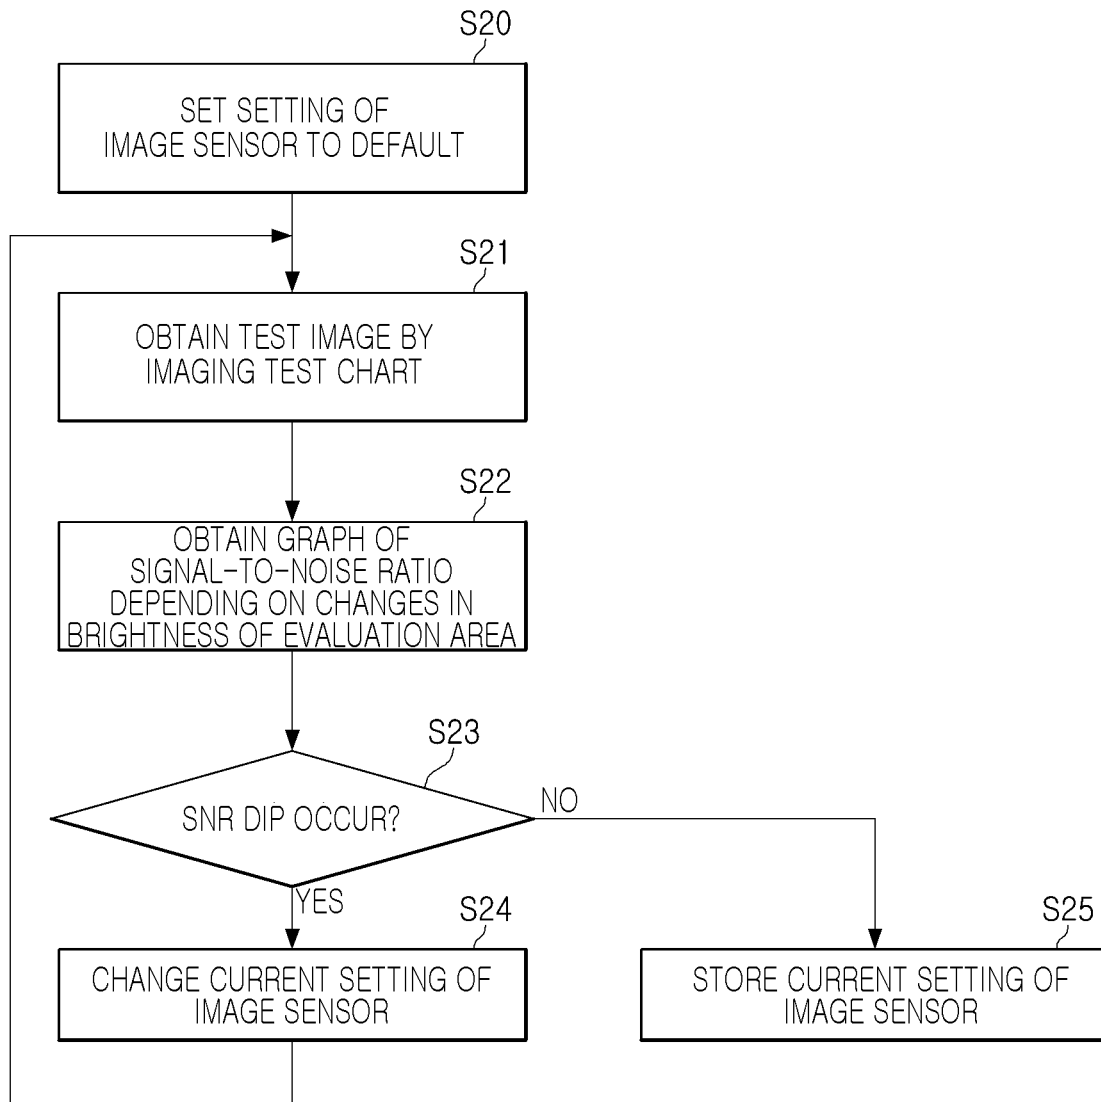 S20
SET SETTING OF
IMAGE SENSOR TO DEFAULT
S21
OBTAIN TEST IMAGE BY
IMAGING TEST CHART
S22
OBTAIN GRAPH OF
SIGNAL-TO-NOISE RATIO
DEPENDING ON CHANGES IN
BRIGHTNESS OF EVALUATION AREA
S23
SNR DIP OCCUR?
NO
YES
S24
CHANGE CURRENT SETTING OF
IMAGE SENSOR
S25
STORE CURRENT SETTING OF
IMAGE SENSOR